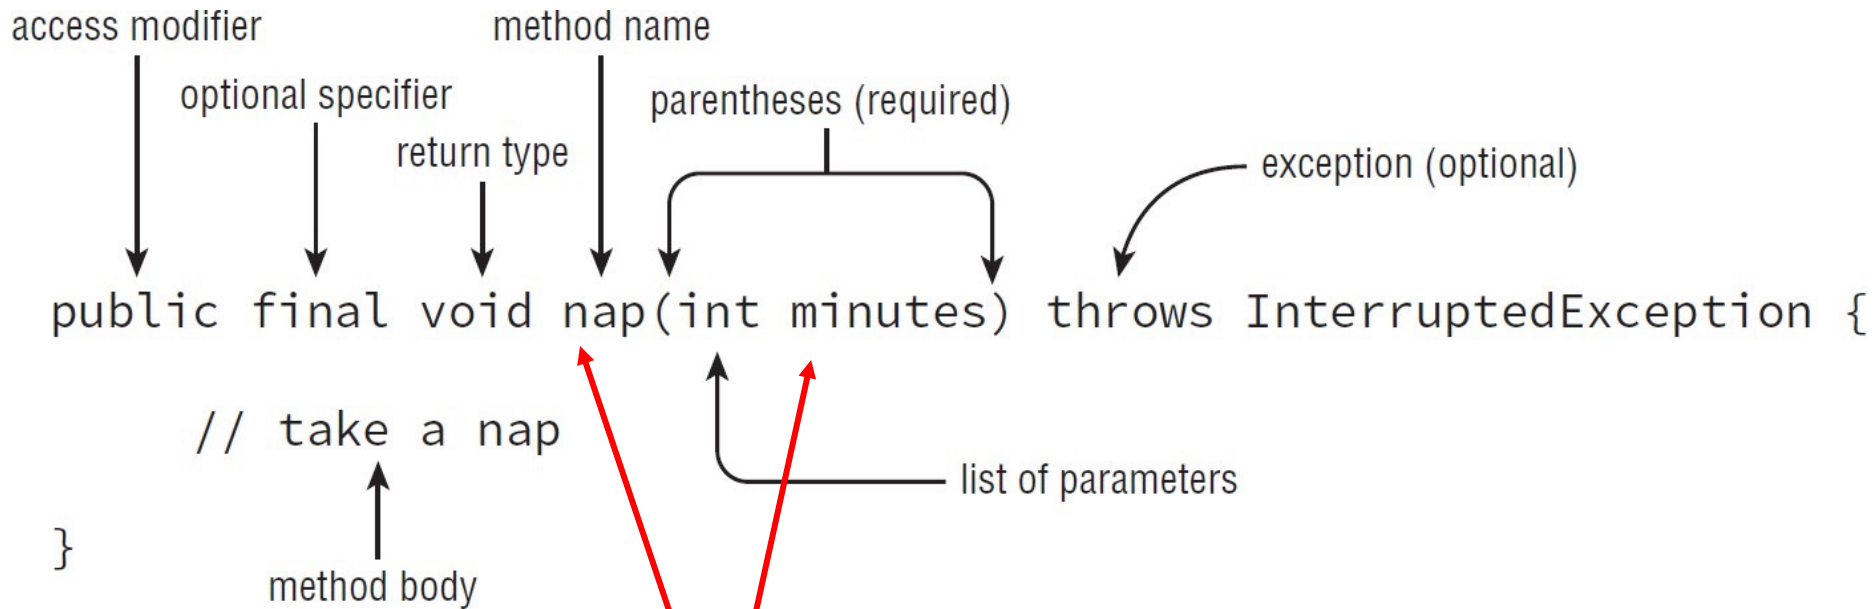 access modifier
method name
optional specifier
parentheses (required)
return type
exception (optional)
public final void nap(int minutes) throws InterruptedException {
// take a nap
list of parameters
}
method body